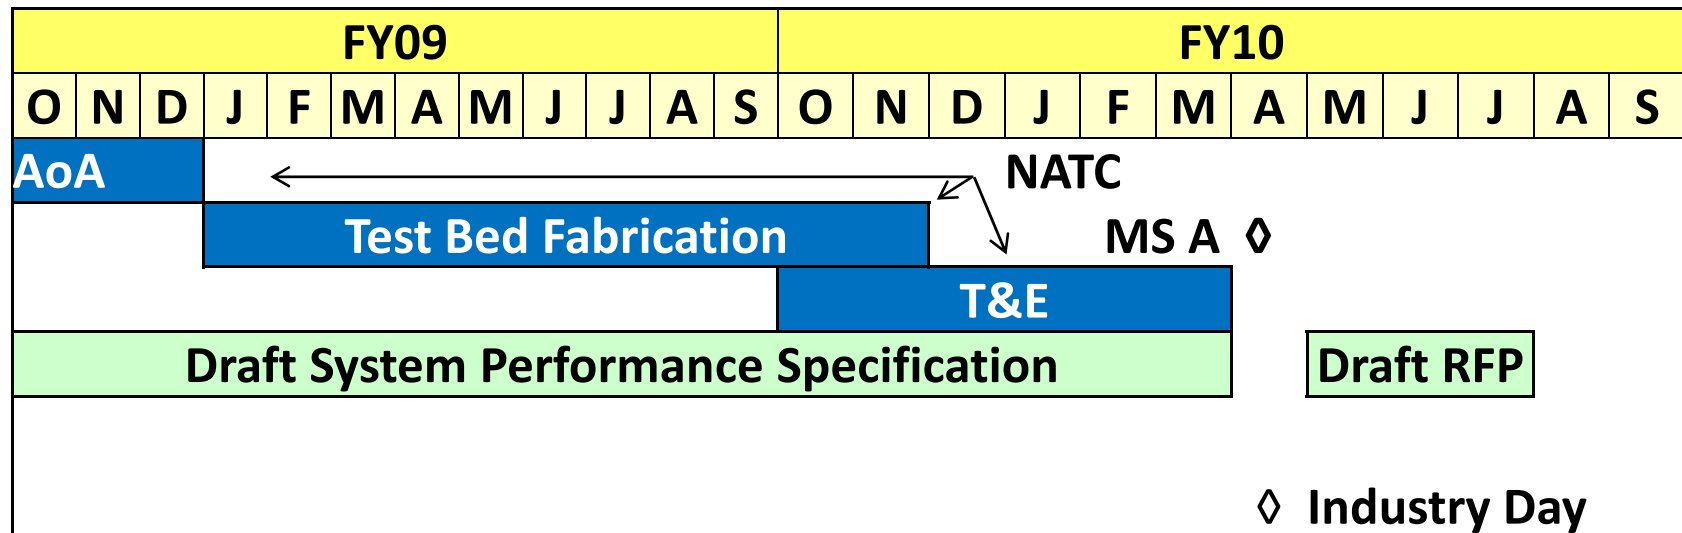 FY09 FY10
O N D J F M A M J J A S O N D J F M A M J J A S
AoA NATC
Test Bed Fabrication MS A ◊
T&E
Draft System Performance Specification Draft RFP
◊ Industry Day